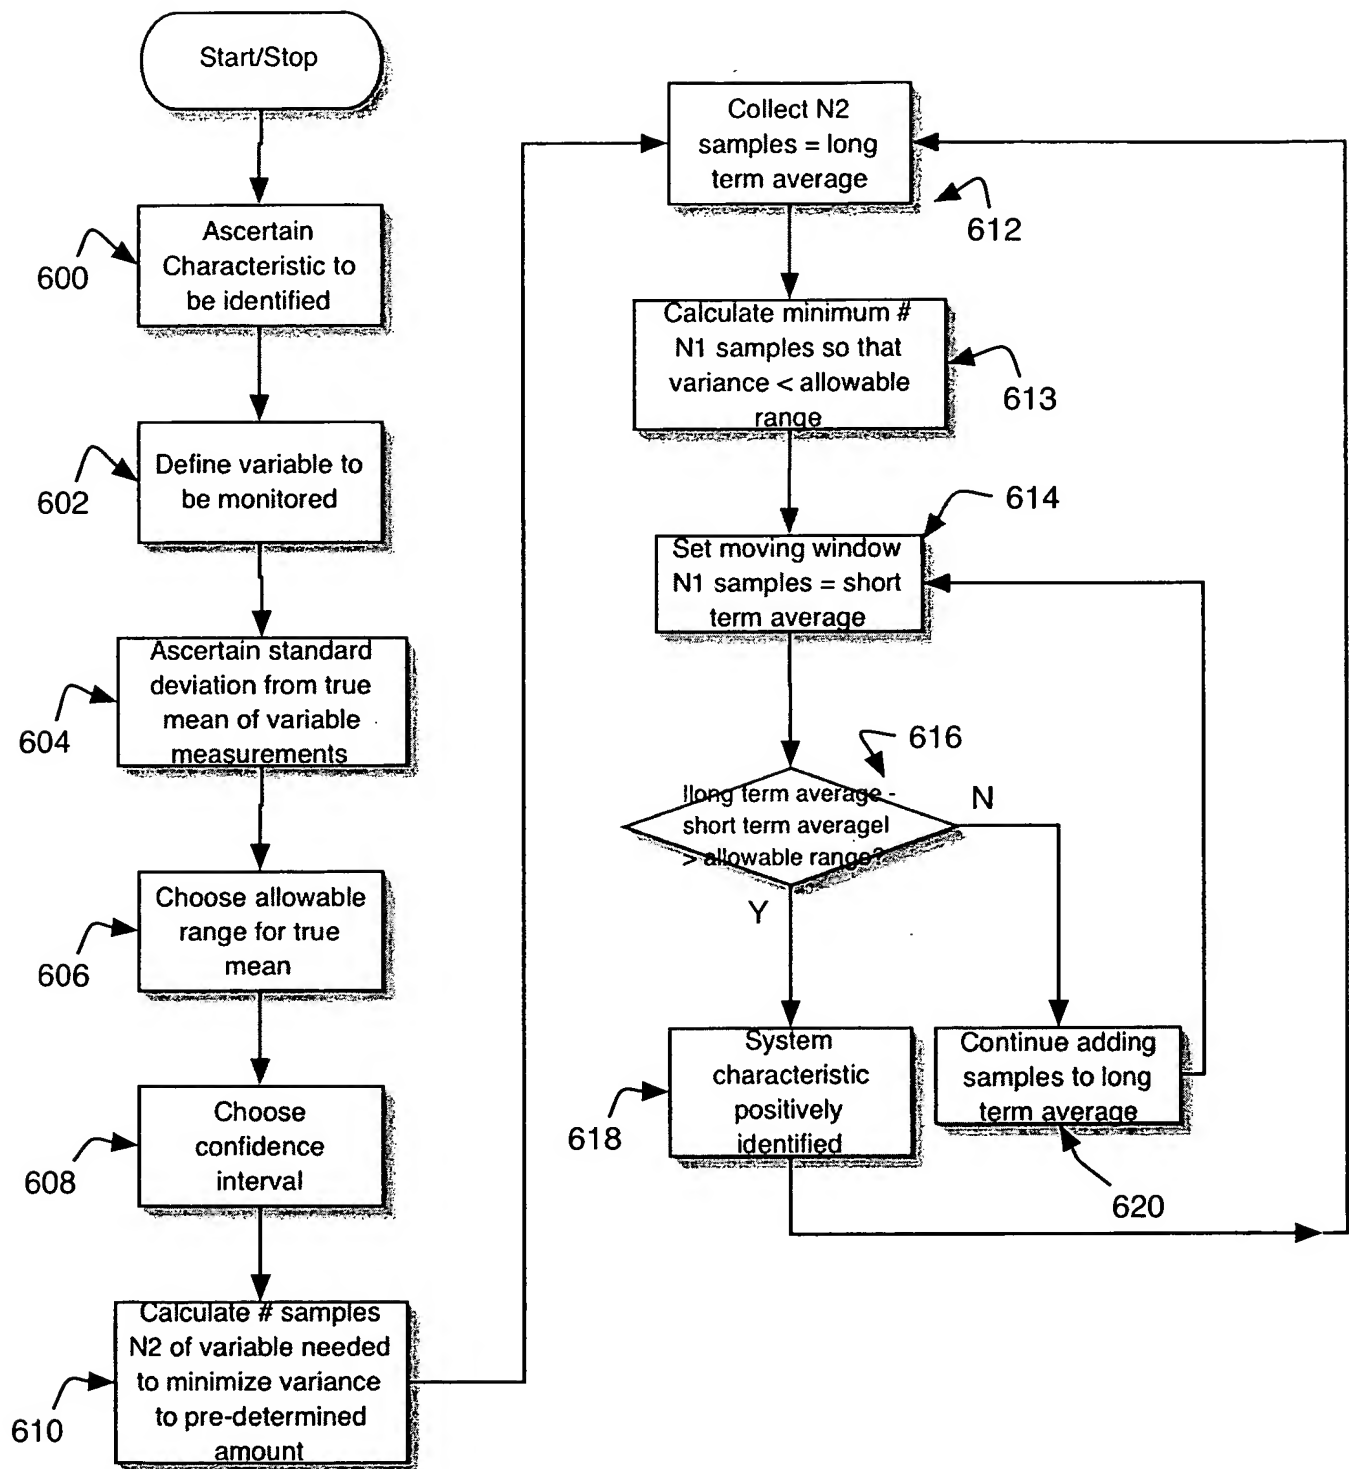 Start/Stop
Ascertain
Characteristic to
be identified
600
Define variable to
be monitored
602
Ascertain standard
deviation from true
mean of variable
measurements
604
Choose allowable
range for true
mean
606
Choose
confidence
interval
608
Calculate # samples
N2 of variable needed
to minimize variance
to pre-determined
amount
610
Collect N2
samples = long
term average
612
Calculate minimum #
N1 samples so that
variance < allowable
range
613
Set moving window
N1 samples = short
term average
614
|long term average -
short term average|
> allowable range?
616
N
Y
System
characteristic
positively
identified
618
Continue adding
samples to long
term average
620